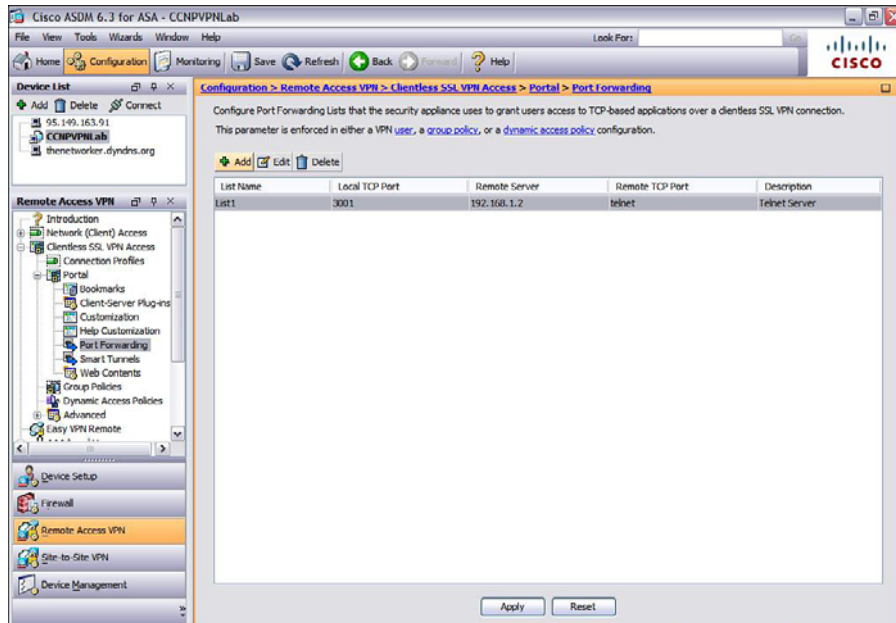 Cisco ASDM 6.3 for ASA - CCNPVPNLab
File View Tools Wizards Window Help Look For: Go
Home Configuration Monitoring Save Refresh Back Forward Help
CISCO
Device List
Add Delete Connect
95.149.163.91
CCNPVPNLab
thenetworker.dyndns.org
Remote Access VPN
Introduction
Network (Client) Access
Clientless SSL VPN Access
Connection Profiles
Portal
Bookmarks
Client-Server Plug-ins
Customization
Help Customization
Port Forwarding
Smart Tunnels
Web Contents
Group Policies
Dynamic Access Policies
Advanced
Easy VPN Remote
Device Setup
Firewall
Remote Access VPN
Site-to-Site VPN
Device Management
Configuration > Remote Access VPN > Clientless SSL VPN Access > Portal > Port Forwarding
Configure Port Forwarding Lists that the security appliance uses to grant users access to TCP-based applications over a clientless SSL VPN connection.
This parameter is enforced in either a VPN user, a group policy, or a dynamic access policy configuration.
Add Edit Delete
List Name Local TCP Port Remote Server Remote TCP Port Description
List1 3001 192.168.1.2 telnet Telnet Server
Apply Reset